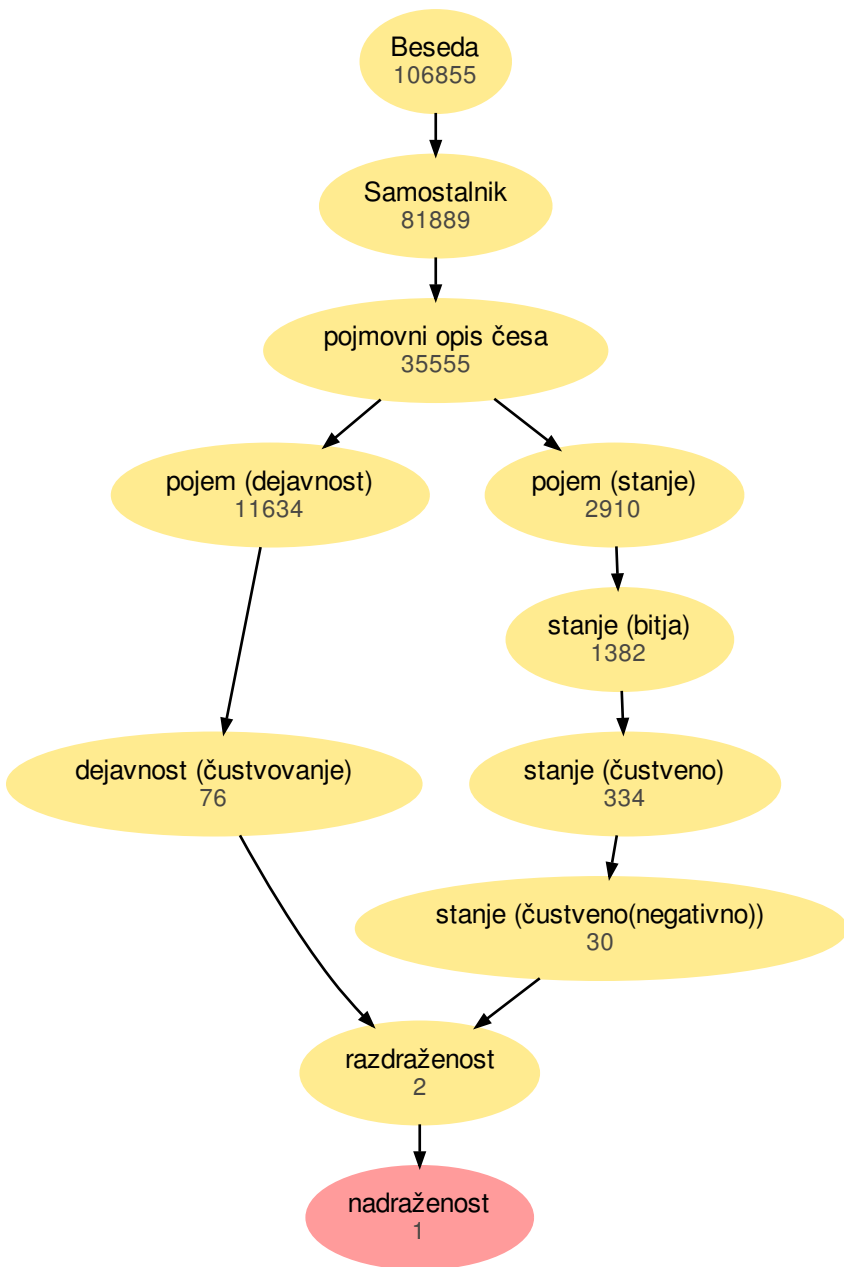 Beseda
106855
Samostalnik
81889
pojmovni opis česa
35555
pojem (dejavnost)
11634
pojem (stanje)
2910
stanje (bitja)
1382
dejavnost (čustvovanje)
76
stanje (čustveno)
334
stanje (čustveno(negativno))
30
razdraženost
2
nadraženost
1